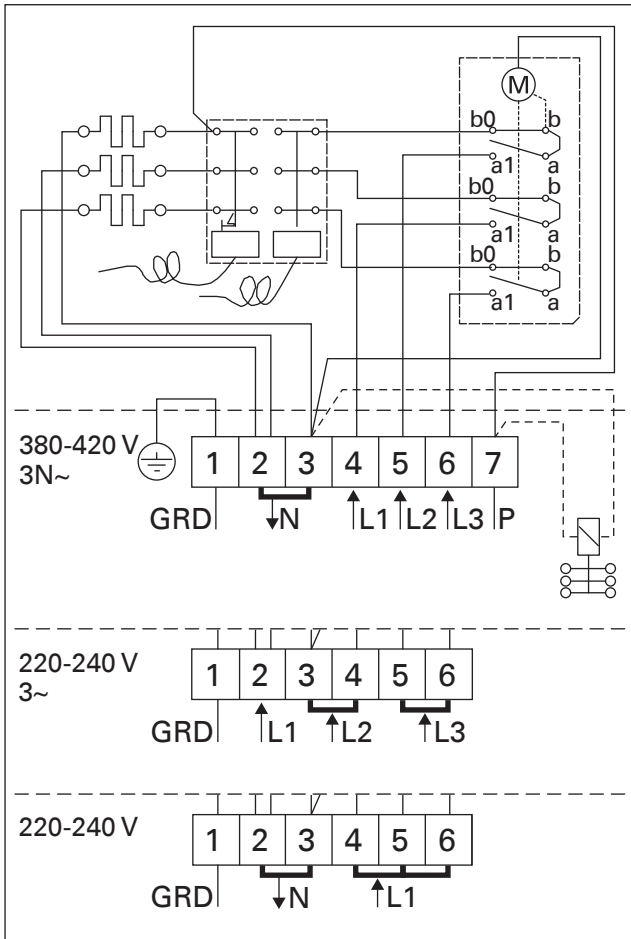 M
b0 b
a1 a
b0 b
a1 a
b0 b
a1 a
380-420 V
3N~
1 2 3 4 5 6 7
GRD N L1 L2 L3 P
220-240 V
3~
1 2 3 4 5 6
GRD L1 L2 L3
220-240 V
1 2 3 4 5 6
GRD N L1